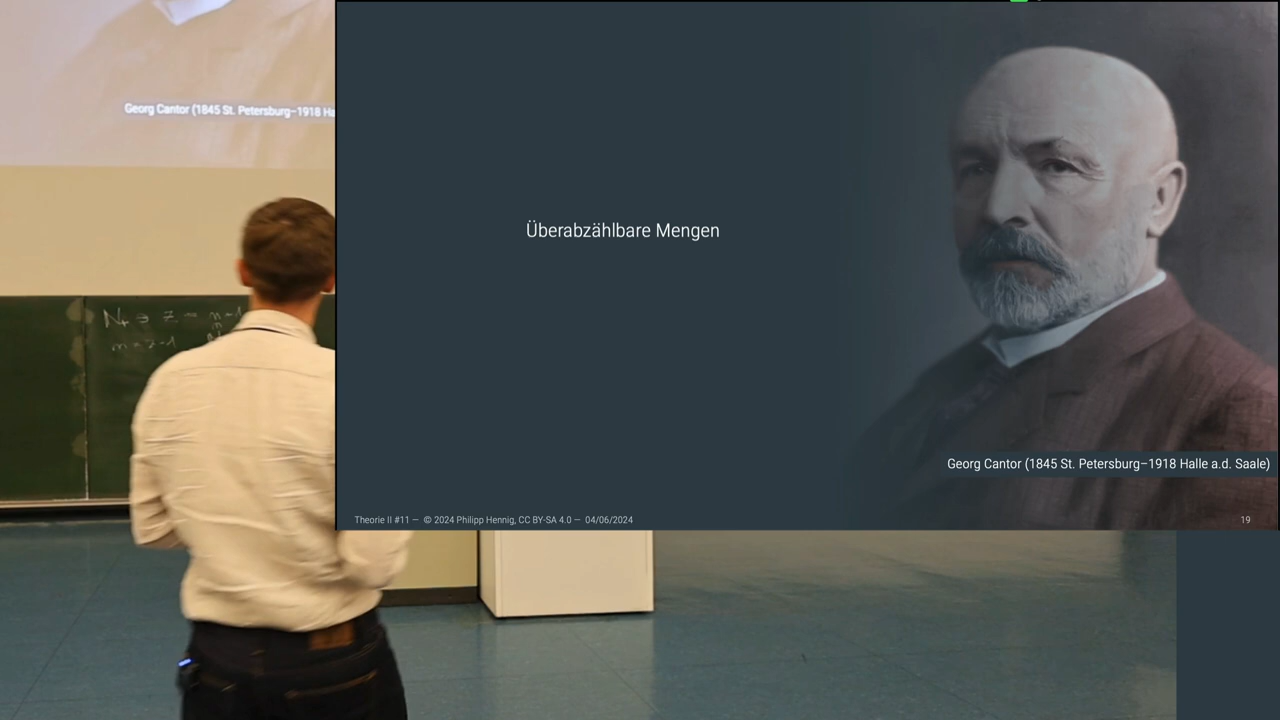 Georg Cantor (1845 St. Petersburg–1918 Ha
Überabzählbare Mengen
Georg Cantor (1845 St. Petersburg–1918 Halle a.d. Saale)
Theorie II #11 — © 2024 Philipp Hennig, CC BY-SA 4.0 — 04/06/2024
19
N₊ ∋ z =
m = z-1